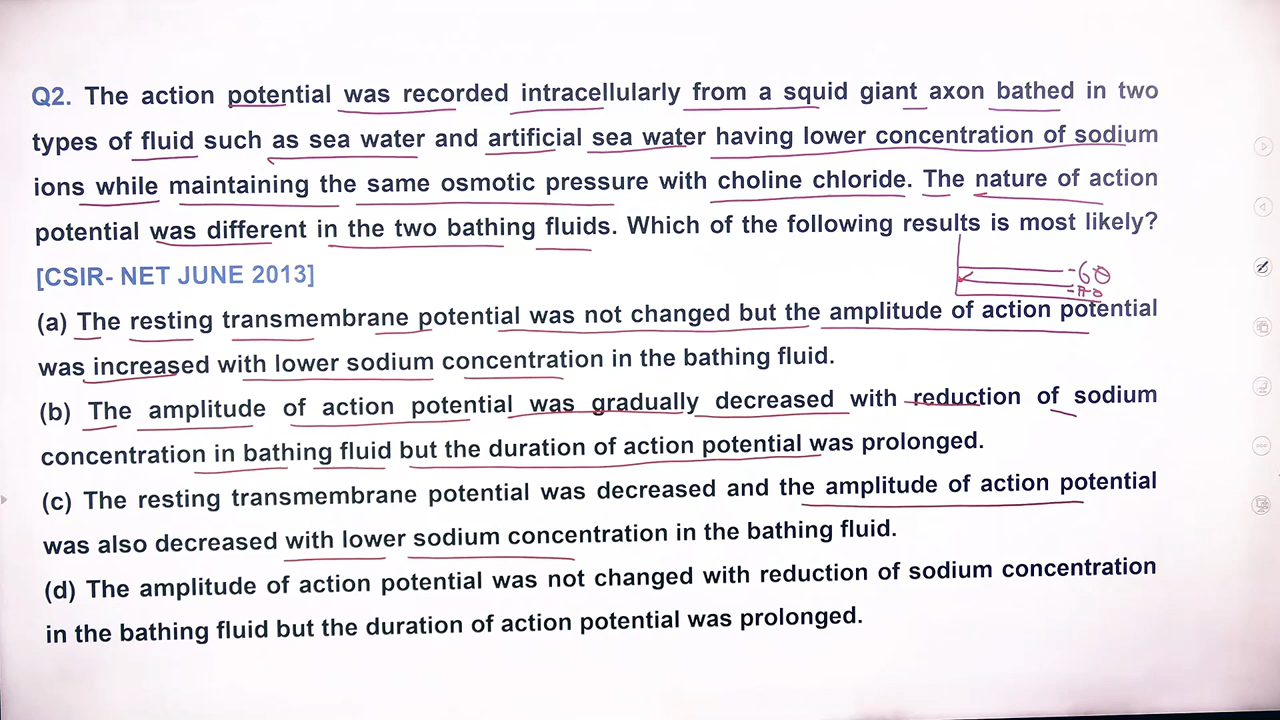 Q2. The action potential was recorded intracellularly from a squid giant axon bathed in two
types of fluid such as sea water and artificial sea water having lower concentration of sodium
ions while maintaining the same osmotic pressure with choline chloride. The nature of action
potential was different in the two bathing fluids. Which of the following results is most likely?
[CSIR- NET JUNE 2013]
-60
-70
(a) The resting transmembrane potential was not changed but the amplitude of action potential
was increased with lower sodium concentration in the bathing fluid.
(b) The amplitude of action potential was gradually decreased with reduction of sodium
concentration in bathing fluid but the duration of action potential was prolonged.
(c) The resting transmembrane potential was decreased and the amplitude of action potential
was also decreased with lower sodium concentration in the bathing fluid.
(d) The amplitude of action potential was not changed with reduction of sodium concentration
in the bathing fluid but the duration of action potential was prolonged.